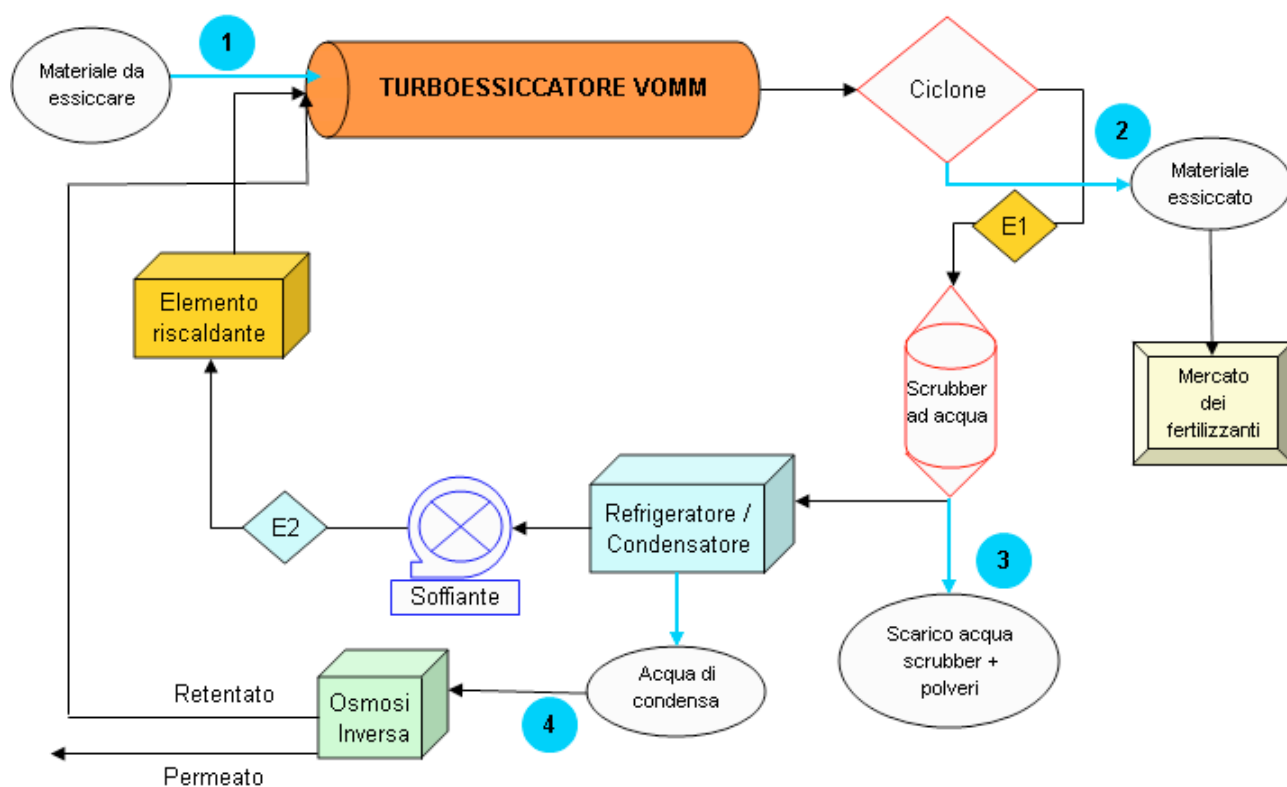 1
Materiale da
essiccare
TURBOESSICCATORE VOMM
Ciclone
2
Materiale
essiccato
E1
Elemento
riscaldante
Scrubber
ad acqua
Mercato
dei
fertilizzanti
E2
Soffiante
Refrigeratore /
Condensatore
3
Scarico acqua
scrubber +
polveri
Acqua di
condensa
4
Retentato
Osmosi
Inversa
Permeato